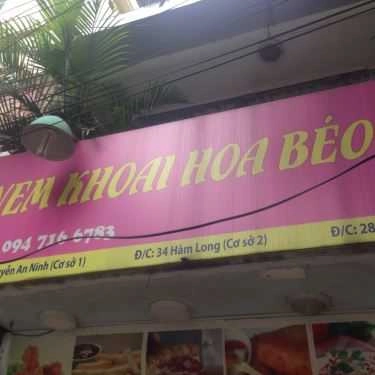 NEM KHOAI HOA BÉO
094 716 6783
yễn An Ninh (Cơ sở 1)
Đ/C: 34 Hàm Long (Cơ sở 2)
Đ/C: 28